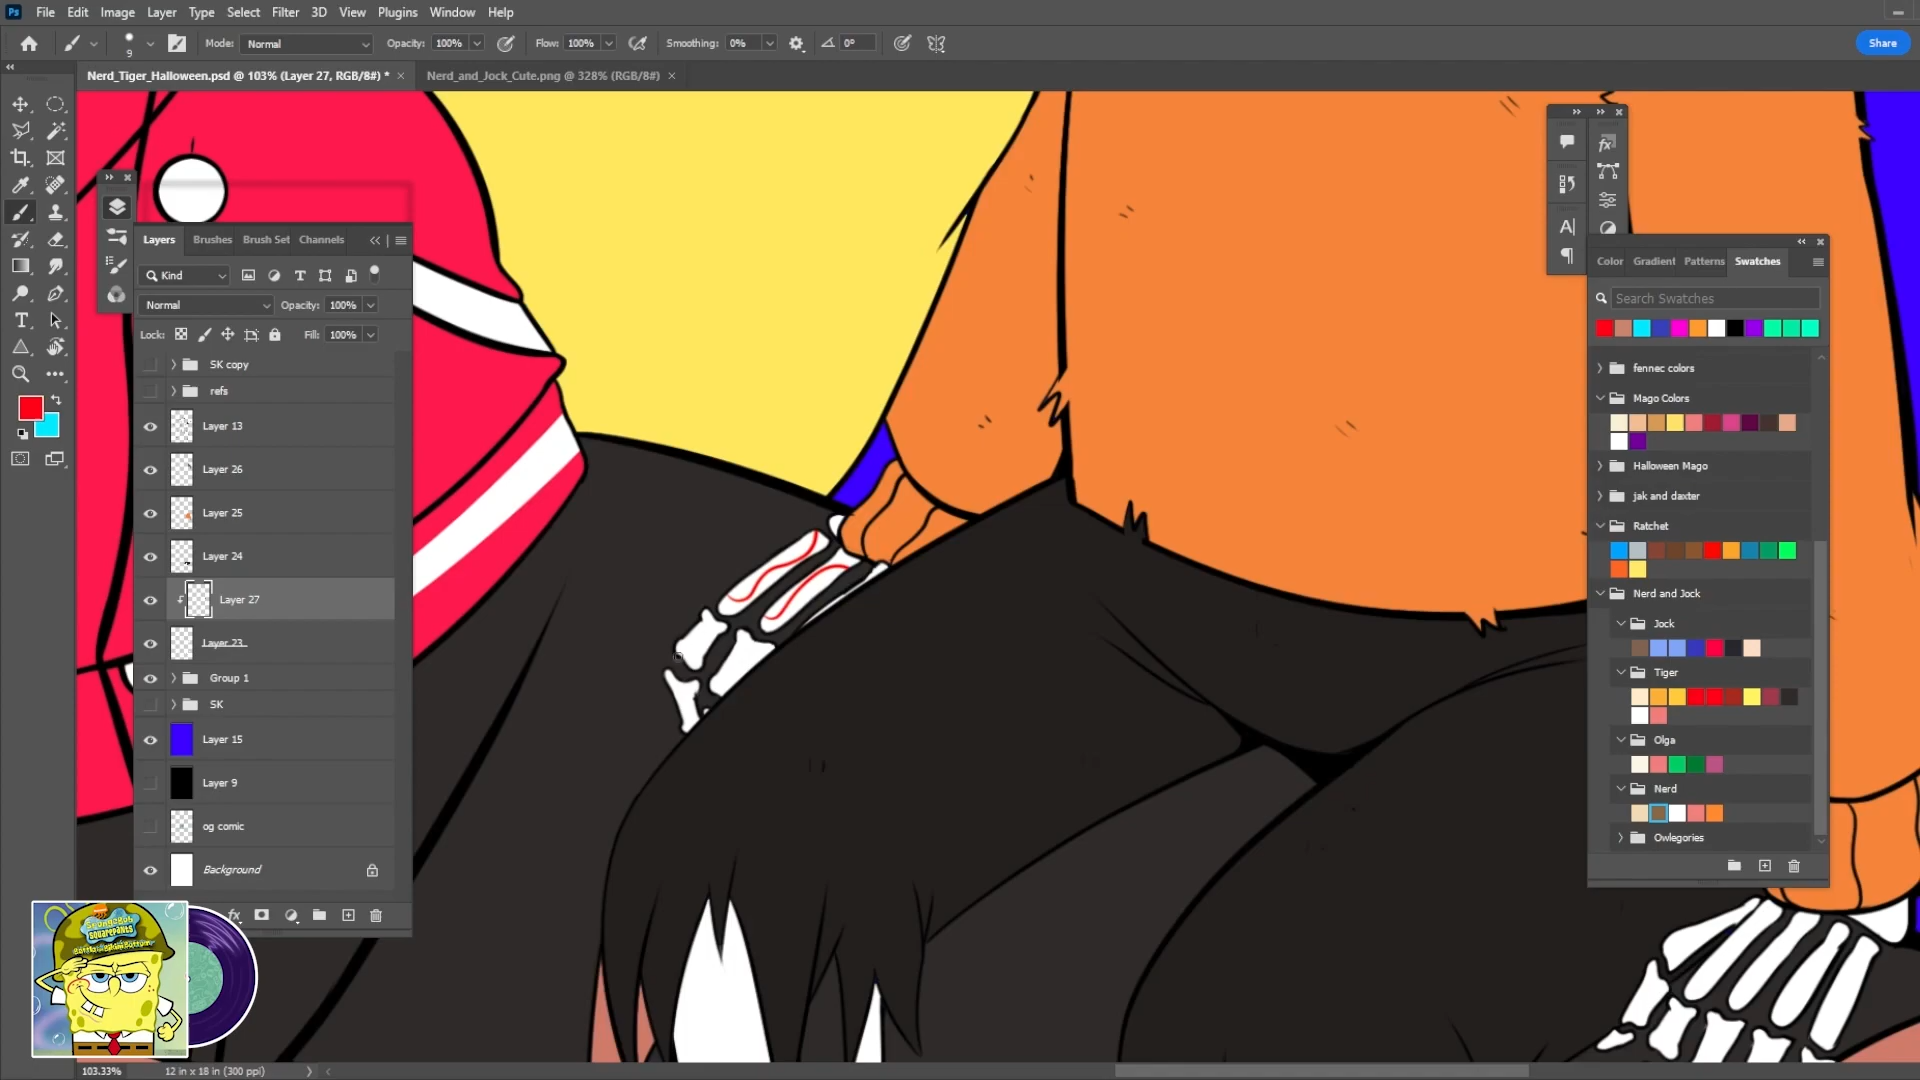 File Edit Image Layer Type Select Filter 3D View Plugins Window Help
9 Mode: Normal Opacity: 100% Flow: 100% Smoothing: 0% 0° Share
Nerd_Tiger_Halloween.psd @ 103% (Layer 27, RGB/8#) * × Nerd_and_Jock_Cute.png @ 328% (RGB/8#) ×
Layers Brushes Brush Set Channels
Kind
Normal Opacity: 100%
Lock: Fill: 100%
SK copy
refs
Layer 13
Layer 26
Layer 25
Layer 24
Layer 27
Layer 23
Group 1
SK
Layer 15
Layer 9
og comic
Background
Color Gradient Patterns Swatches
Search Swatches
fennec colors
Mago Colors
Halloween Mago
jak and daxter
Ratchet
Nerd and Jock
Jock
Tiger
Olga
Nerd
Owlegories
SpongeBob
SQUAREPANTS
103.33% 12 in x 18 in (300 ppi)